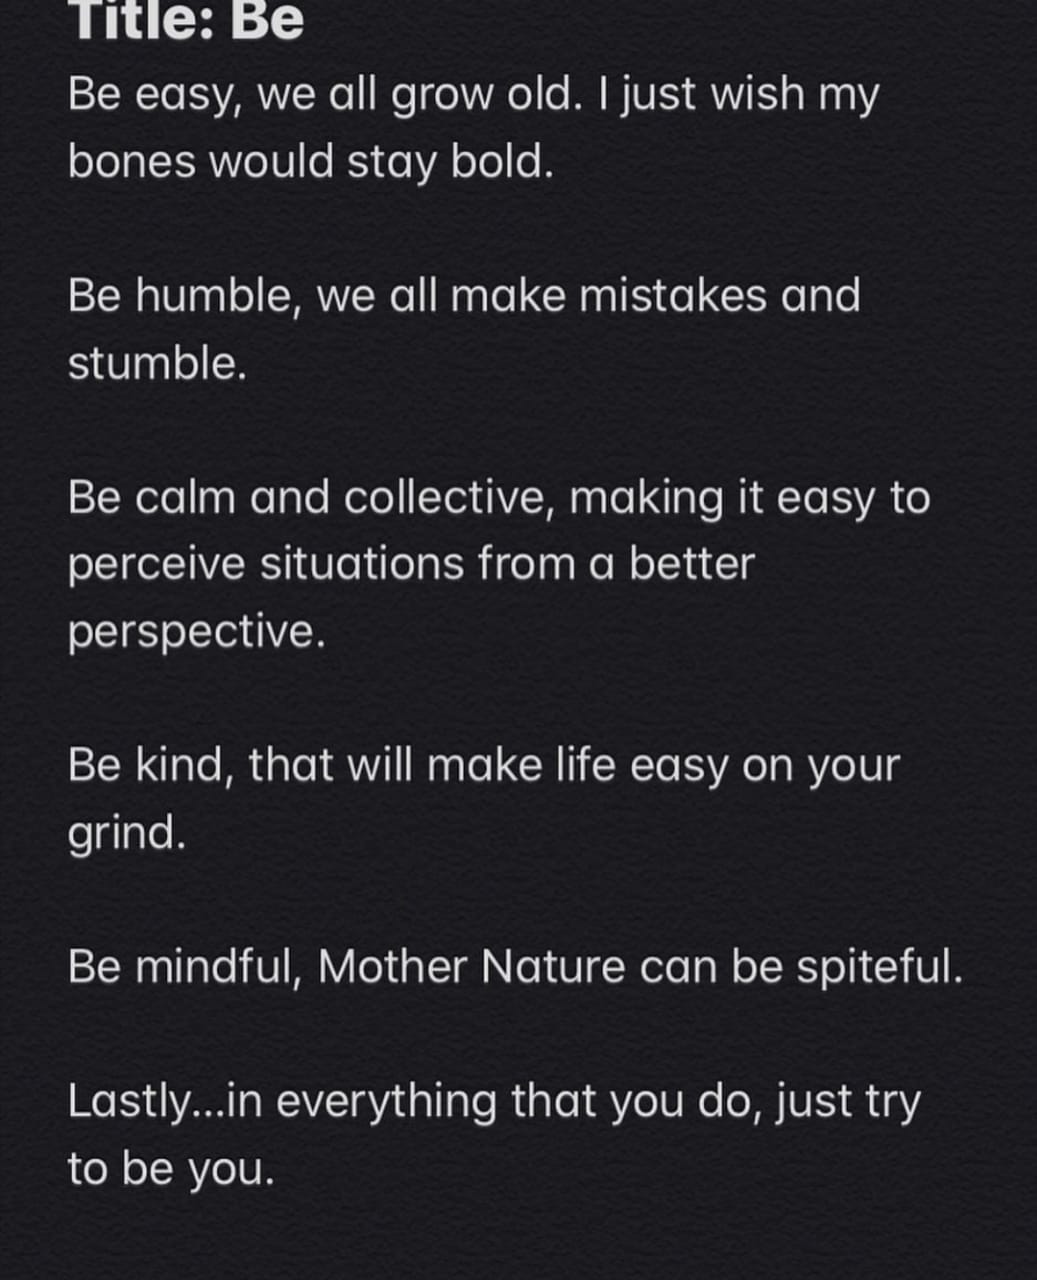 Title: Be
Be easy, we all grow old. I just wish my
bones would stay bold.
Be humble, we all make mistakes and
stumble.
Be calm and collective, making it easy to
perceive situations from a better
perspective.
Be kind, that will make life easy on your
grind.
Be mindful, Mother Nature can be spiteful.
Lastly...in everything that you do, just try
to be you.